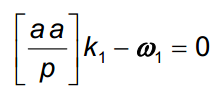 [aa/p] k₁ − ω₁ = 0